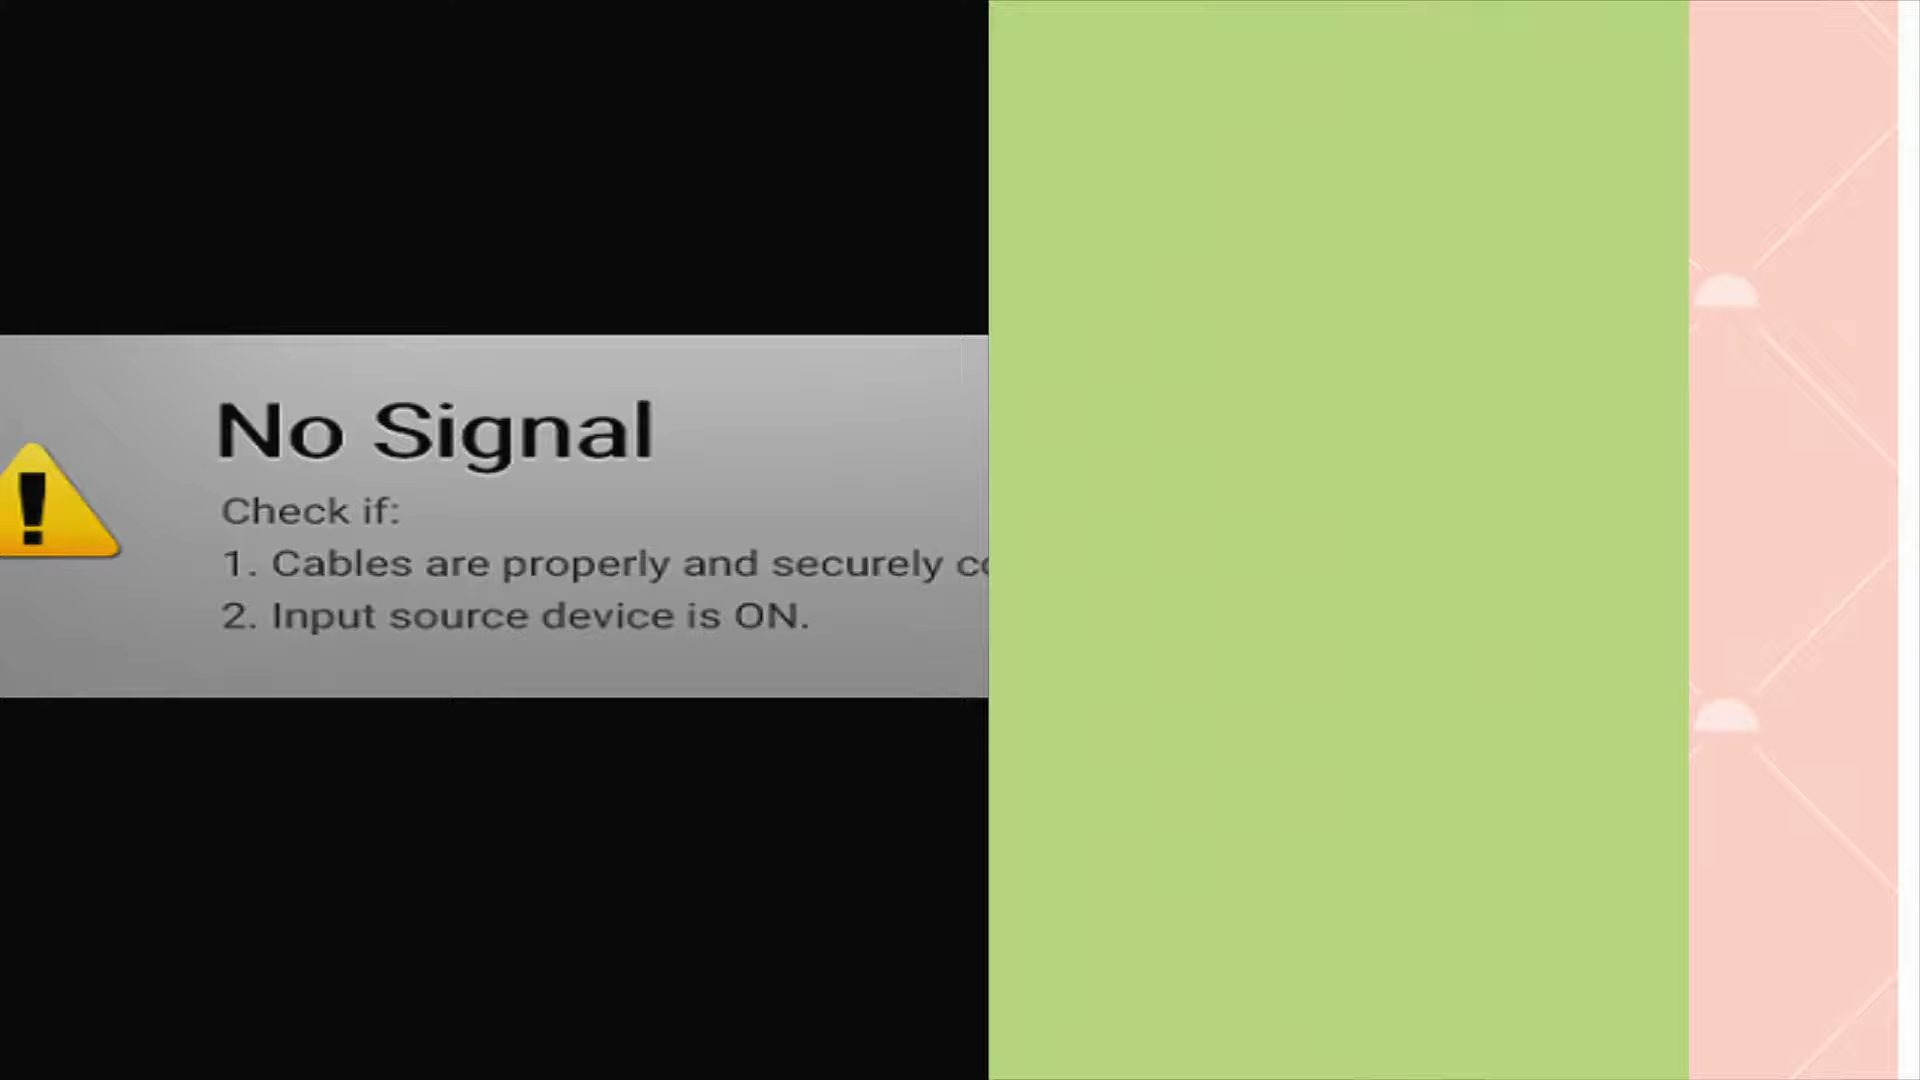 No Signal
Check if:
1. Cables are properly and securely
2. Input source device is ON.